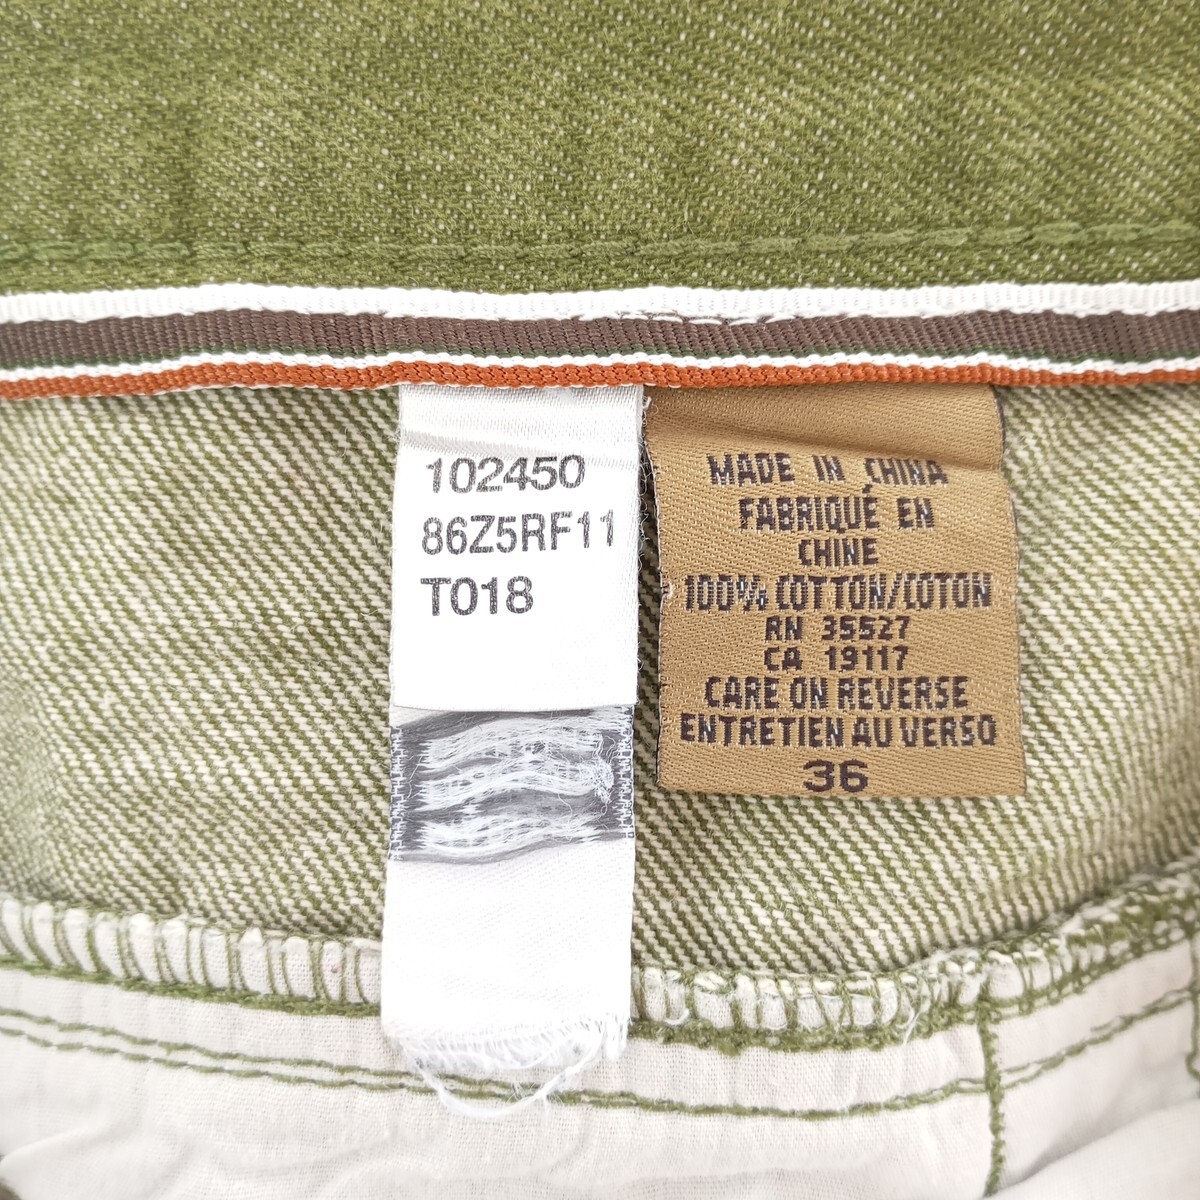 102450
86Z5RF11
T018
MADE IN CHINA
FABRIQUÉ EN
CHINE
100% COTTON/COTON
RN 35527
CA 19117
CARE ON REVERSE
ENTRETIEN AU VERSO
36